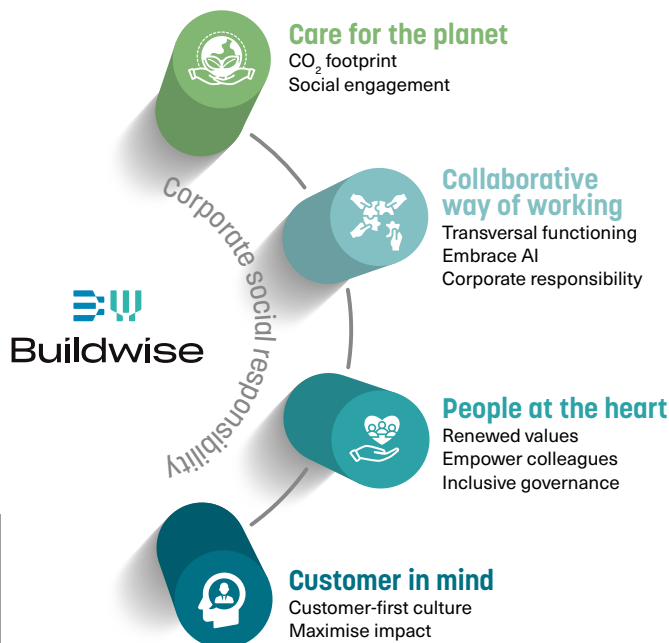 Care for the planet
CO₂ footprint
Social engagement
Collaborative
way of working
Transversal functioning
Embrace AI
Corporate responsibility
Corporate social responsibility
BW
Buildwise
People at the heart
Renewed values
Empower colleagues
Inclusive governance
Customer in mind
Customer-first culture
Maximise impact